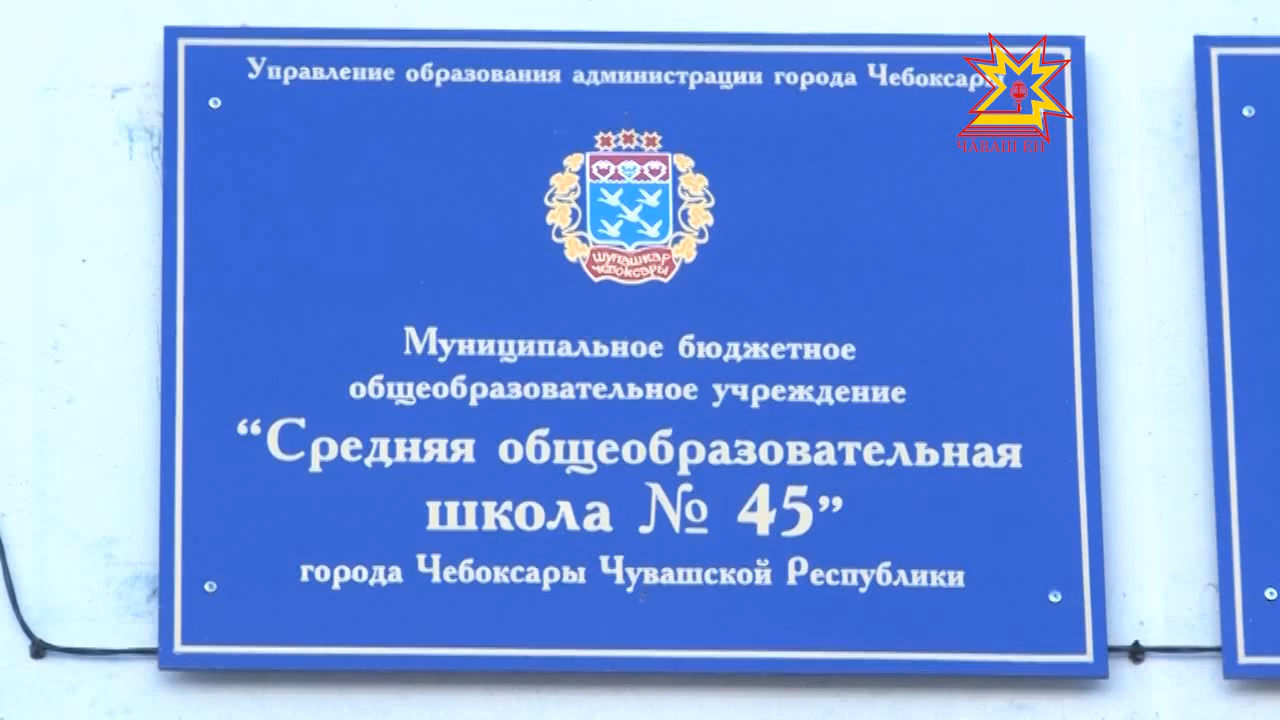 Управление образования администрации города Чебоксары
ЧӐВАШ ЕН
ШУПАШКАР
ЧЕБОКСАРЫ
Муниципальное бюджетное
общеобразовательное учреждение
“Средняя общеобразовательная
школа № 45”
города Чебоксары Чувашской Республики